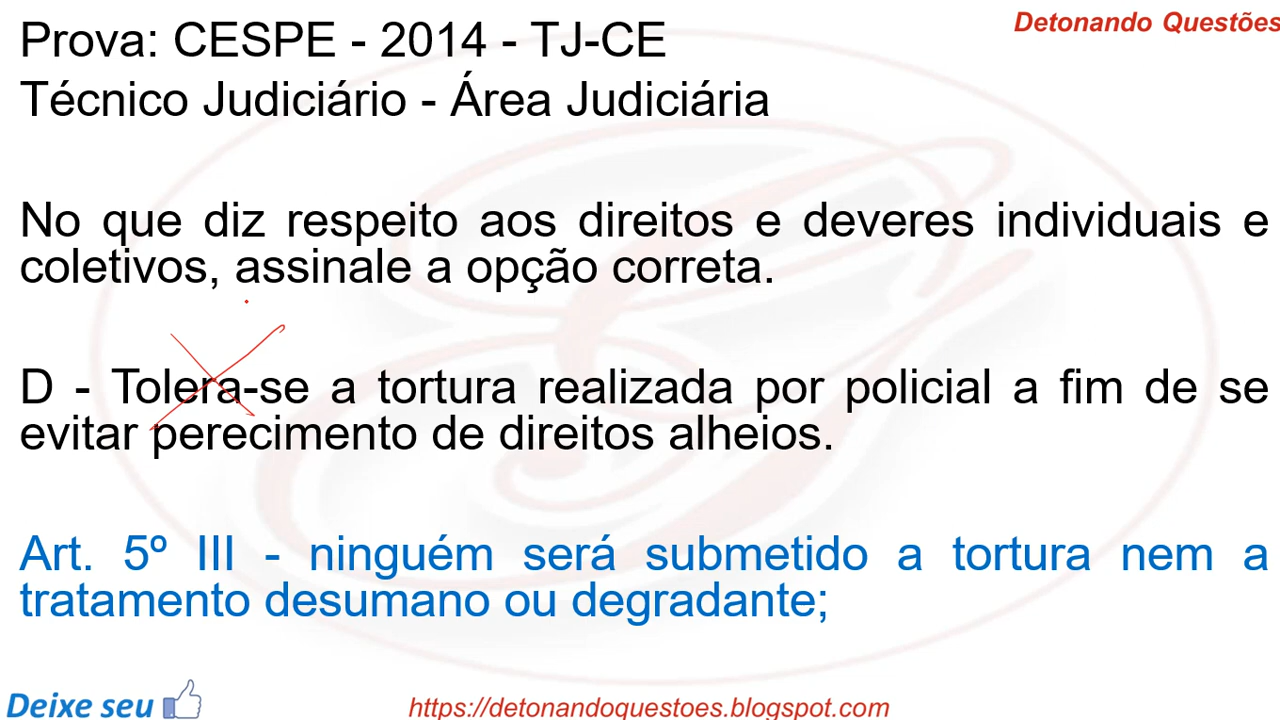 Detonando Questões
Prova: CESPE - 2014 - TJ-CE
Técnico Judiciário - Área Judiciária
No que diz respeito aos direitos e deveres individuais e
coletivos, assinale a opção correta.
D - Tolera-se a tortura realizada por policial a fim de se
evitar perecimento de direitos alheios.
Art. 5º III - ninguém será submetido a tortura nem a
tratamento desumano ou degradante;
Deixe seu
https://detonandoquestoes.blogspot.com